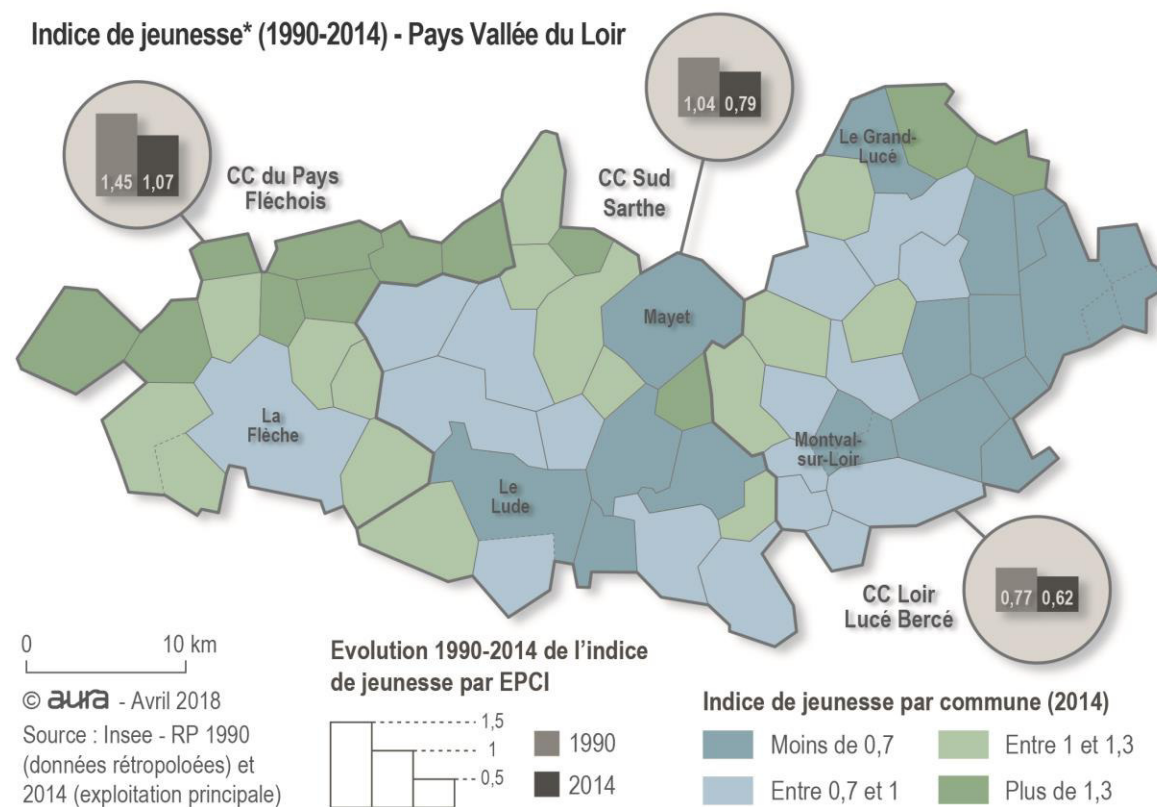 Indice de jeunesse* (1990-2014) - Pays Vallée du Loir
1,04 0,79
1,45 1,07
CC du Pays
Fléchois
CC Sud
Sarthe
Le Grand-
Lucé
Mayet
La
Flèche
Le
Lude
Montval-
sur-Loir
0,77 0,62
CC Loir
Lucé Bercé
0 10 km
© aura - Avril 2018
Source : Insee - RP 1990
(données rétropoloées) et
2014 (exploitation principale)
Evolution 1990-2014 de l'indice
de jeunesse par EPCI
1,5
1
0,5
1990
2014
Indice de jeunesse par commune (2014)
Moins de 0,7
Entre 0,7 et 1
Entre 1 et 1,3
Plus de 1,3